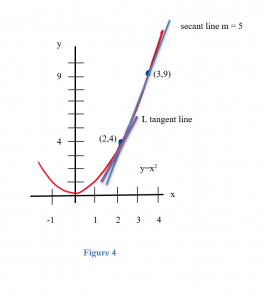 secant line m = 5
y
9
(3,9)
L tangent line
4
(2,4)
y=x²
x
-1
1
2
3
4
Figure 4